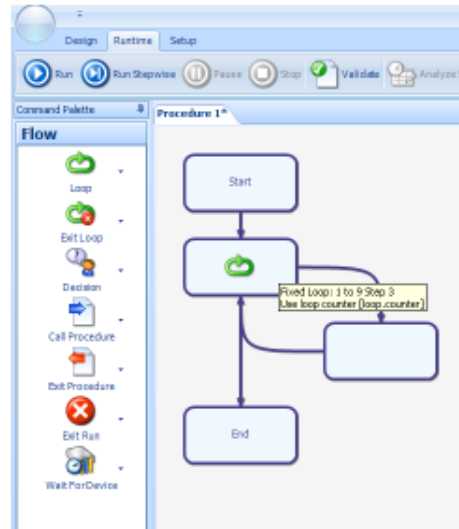 Design Runtime Setup
Run Run Stepwise Pause Stop Validate Analyze
Command Palette
Procedure 1*
Flow
Loop
Exit Loop
Decision
Call Procedure
Exit Procedure
Exit Run
Wait For Device
Start
Fixed Loop: 1 to 9 Step 3
Use loop counter [loop.counter]
End